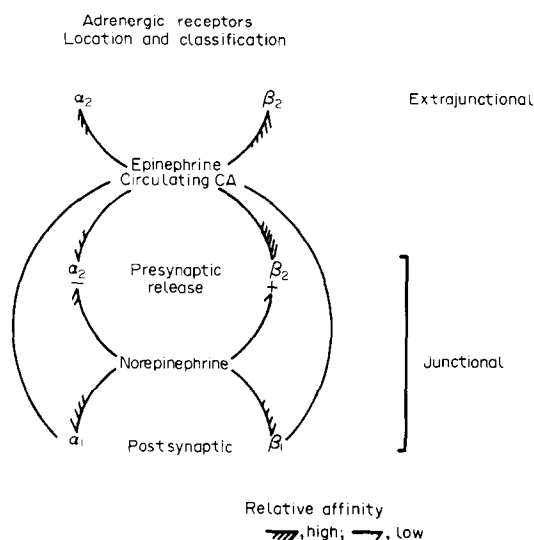 Adrenergic receptors
Location and classification
α2 β2 Extrajunctional
Epinephrine
Circulating CA
α2 Presynaptic β2
− release +
Junctional
Norepinephrine
α1 Postsynaptic β1
Relative affinity
, high; , low